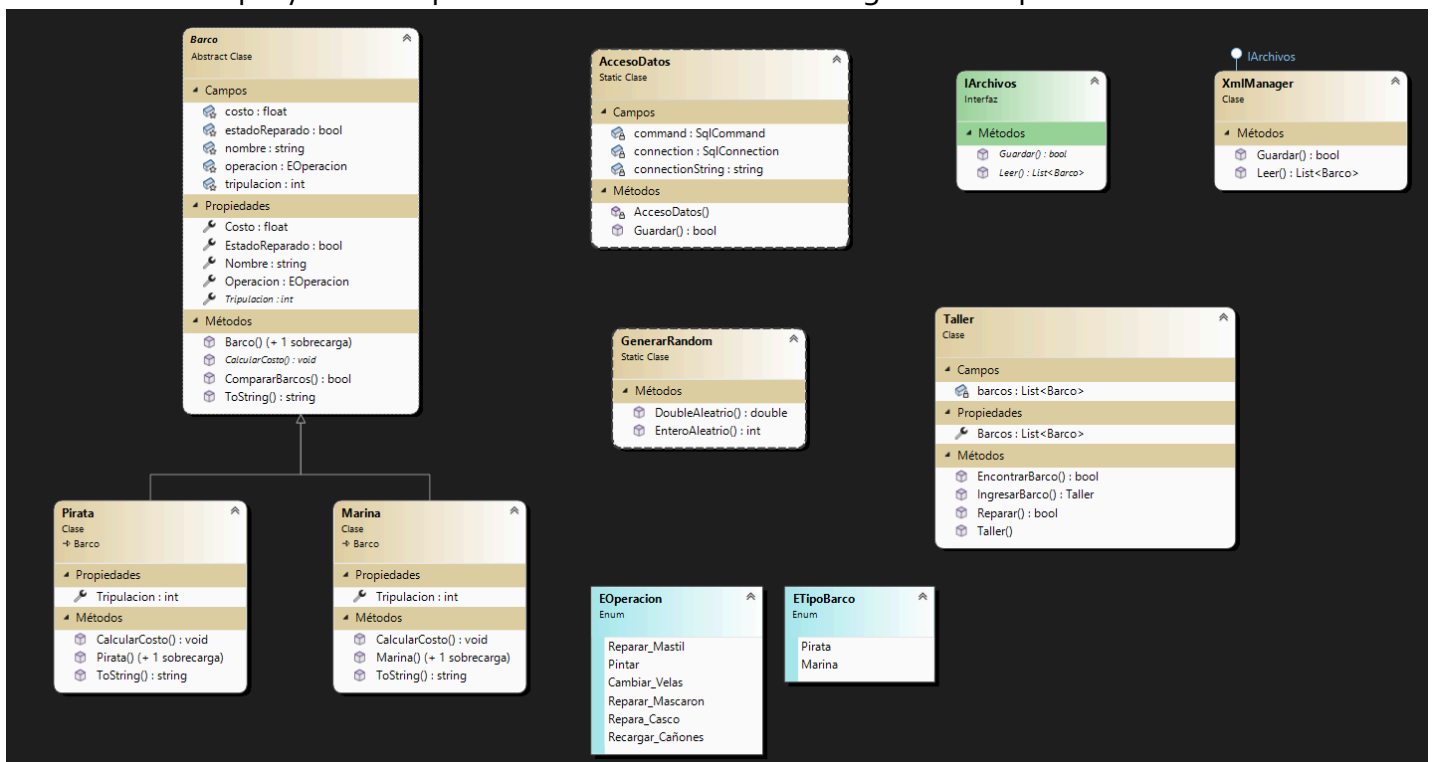 Barco
Abstract Clase
Campos
costo : float
estadoReparado : bool
nombre : string
operacion : EOperacion
tripulacion : int
Propiedades
Costo : float
EstadoReparado : bool
Nombre : string
Operacion : EOperacion
Tripulacion : int
Métodos
Barco() (+ 1 sobrecarga)
CalcularCosto() : void
CompararBarcos() : bool
ToString() : string
AccesoDatos
Static Clase
Campos
command : SqlCommand
connection : SqlConnection
connectionString : string
Métodos
AccesoDatos()
Guardar() : bool
IArchivos
Interfaz
Métodos
Guardar() : bool
Leer() : List<Barco>
IArchivos
XmlManager
Clase
Métodos
Guardar() : bool
Leer() : List<Barco>
GenerarRandom
Static Clase
Métodos
DoubleAleatrio() : double
EnteroAleatrio() : int
Taller
Clase
Campos
barcos : List<Barco>
Propiedades
Barcos : List<Barco>
Métodos
EncontrarBarco() : bool
IngresarBarco() : Taller
Reparar() : bool
Taller()
Pirata
Clase
Barco
Propiedades
Tripulacion : int
Métodos
CalcularCosto() : void
Pirata() (+ 1 sobrecarga)
ToString() : string
Marina
Clase
Barco
Propiedades
Tripulacion : int
Métodos
CalcularCosto() : void
Marina() (+ 1 sobrecarga)
ToString() : string
EOperacion
Enum
Reparar_Mastil
Pintar
Cambiar_Velas
Reparar_Mascaron
Repara_Casco
Recargar_Cañones
ETipoBarco
Enum
Pirata
Marina